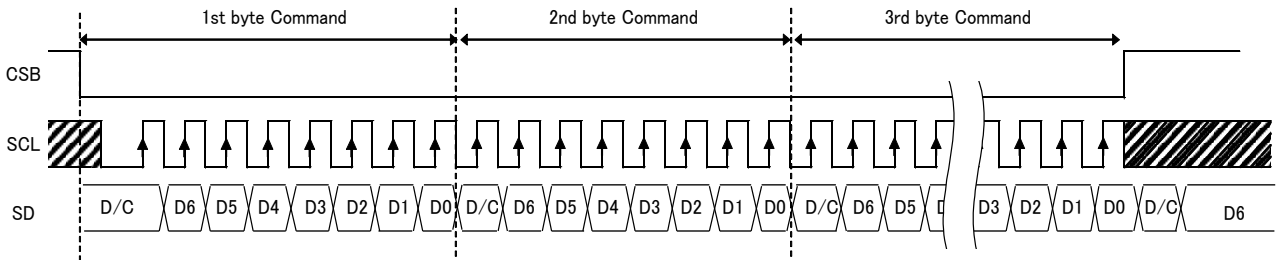 1st byte Command 2nd byte Command 3rd byte Command
CSB
SCL
SD D/C D6 D5 D4 D3 D2 D1 D0 D/C D6 D5 D4 D3 D2 D1 D0 D/C D6 D5 D3 D2 D1 D0 D/C D6